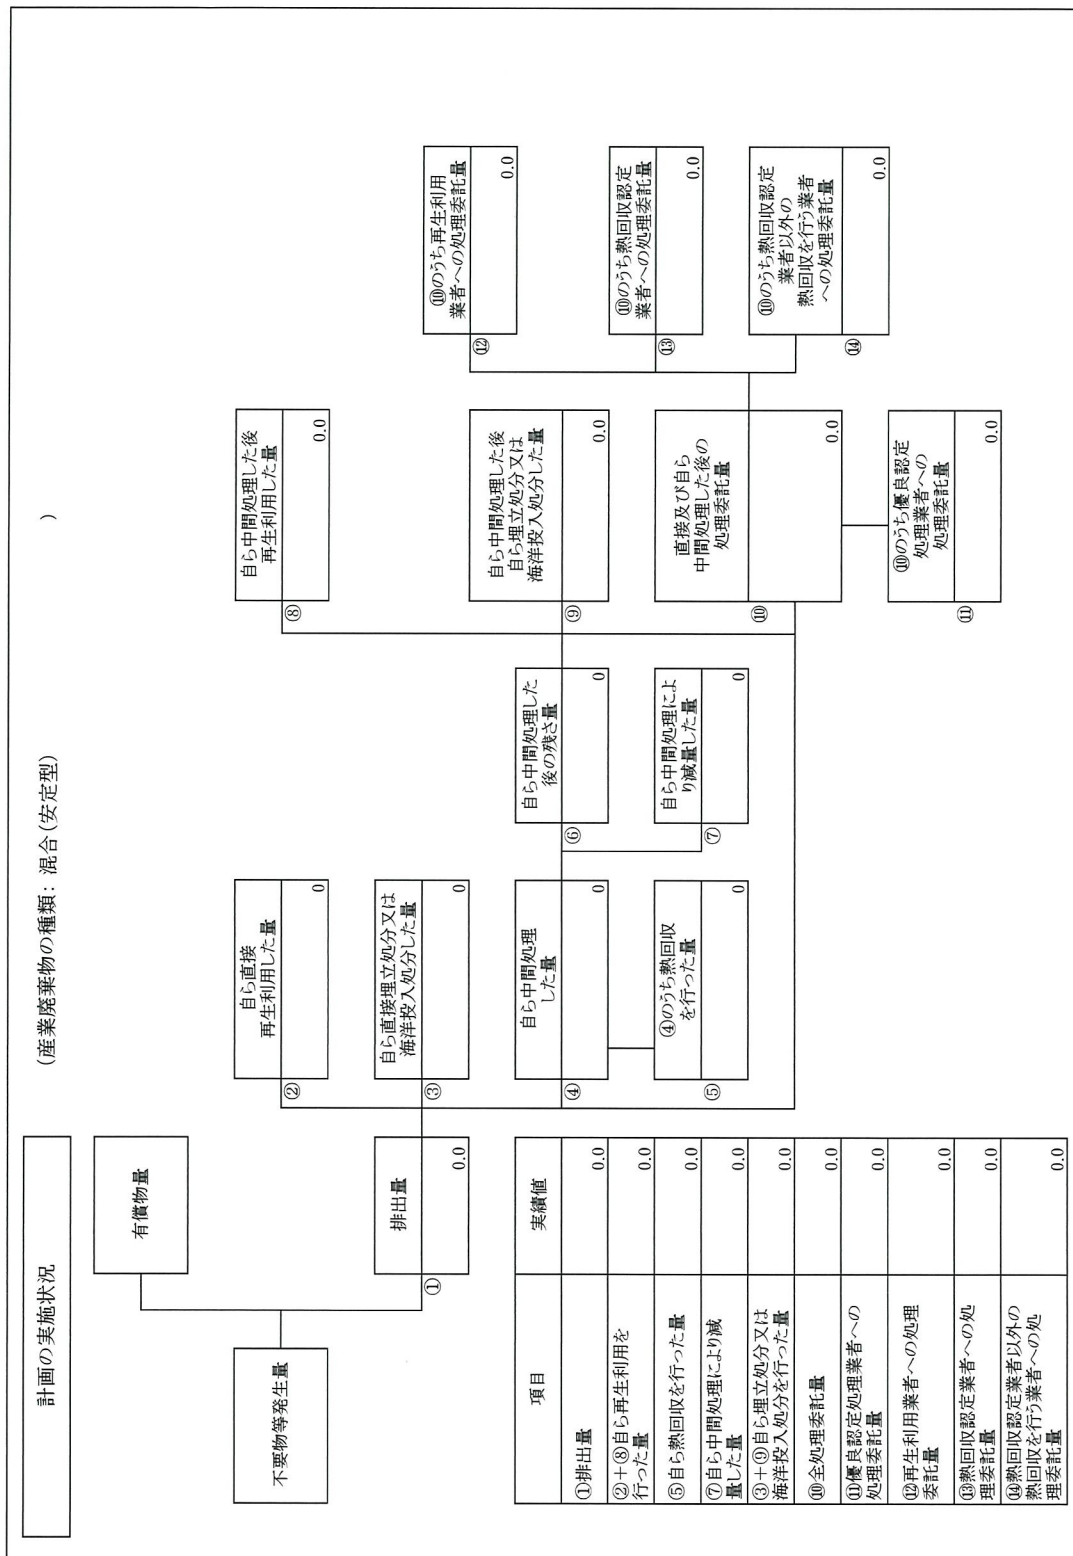 計画の実施状況
(産業廃棄物の種類: 混合(安定型)
)
不要物等発生量
有償物量
①
排出量
0.0
②
自ら直接
再生利用した量
0
③
自ら直接埋立処分又は
海洋投入処分した量
0
④
自ら中間処理
した量
0
⑤
④のうち熱回収
を行った量
0
⑥
自ら中間処理した
後の残さ量
0
⑦
自ら中間処理によ
り減量した量
0
⑧
自ら中間処理した後
再生利用した量
0.0
⑨
自ら中間処理した後
自ら埋立処分又は
海洋投入処分した量
0.0
⑩
直接及び自ら
中間処理した後の
処理委託量
0.0
⑪
⑩のうち優良認定
処理業者への
処理委託量
0.0
⑫
⑩のうち再生利用
業者への処理委託量
0.0
⑬
⑩のうち熱回収認定
業者への処理委託量
0.0
⑭
⑩のうち熱回収認定
業者以外の
熱回収を行う業者
への処理委託量
0.0
項目
実績値
①排出量
0.0
②+⑧自ら再生利用を
行った量
0.0
⑤自ら熱回収を行った量
0.0
⑦自ら中間処理により減
量した量
0.0
③+⑨自ら埋立処分又は
海洋投入処分を行った量
0.0
⑩全処理委託量
0.0
⑪優良認定処理業者への
処理委託量
0.0
⑫再生利用業者への処理
委託量
0.0
⑬熱回収認定業者への処
理委託量
0.0
⑭熱回収認定業者以外の
熱回収を行う業者への処
理委託量
0.0